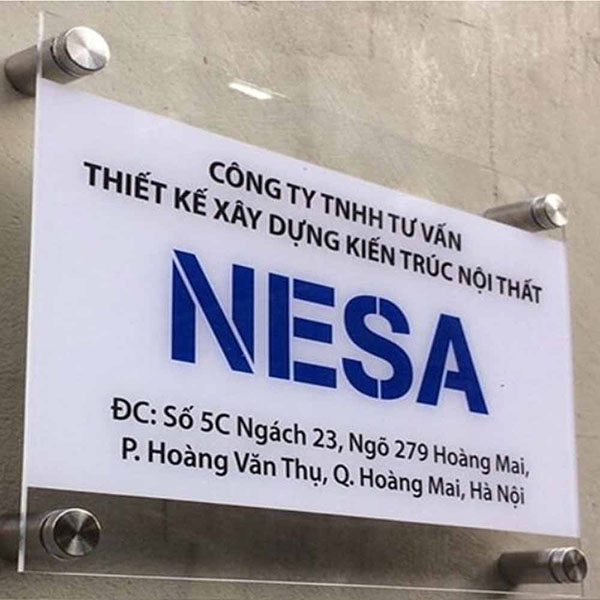 CÔNG TY TNHH TƯ VẤN
THIẾT KẾ XÂY DỰNG KIẾN TRÚC NỘI THẤT
NESA
ĐC: Số 5C Ngách 23, Ngõ 279 Hoàng Mai,
P. Hoàng Văn Thụ, Q. Hoàng Mai, Hà Nội